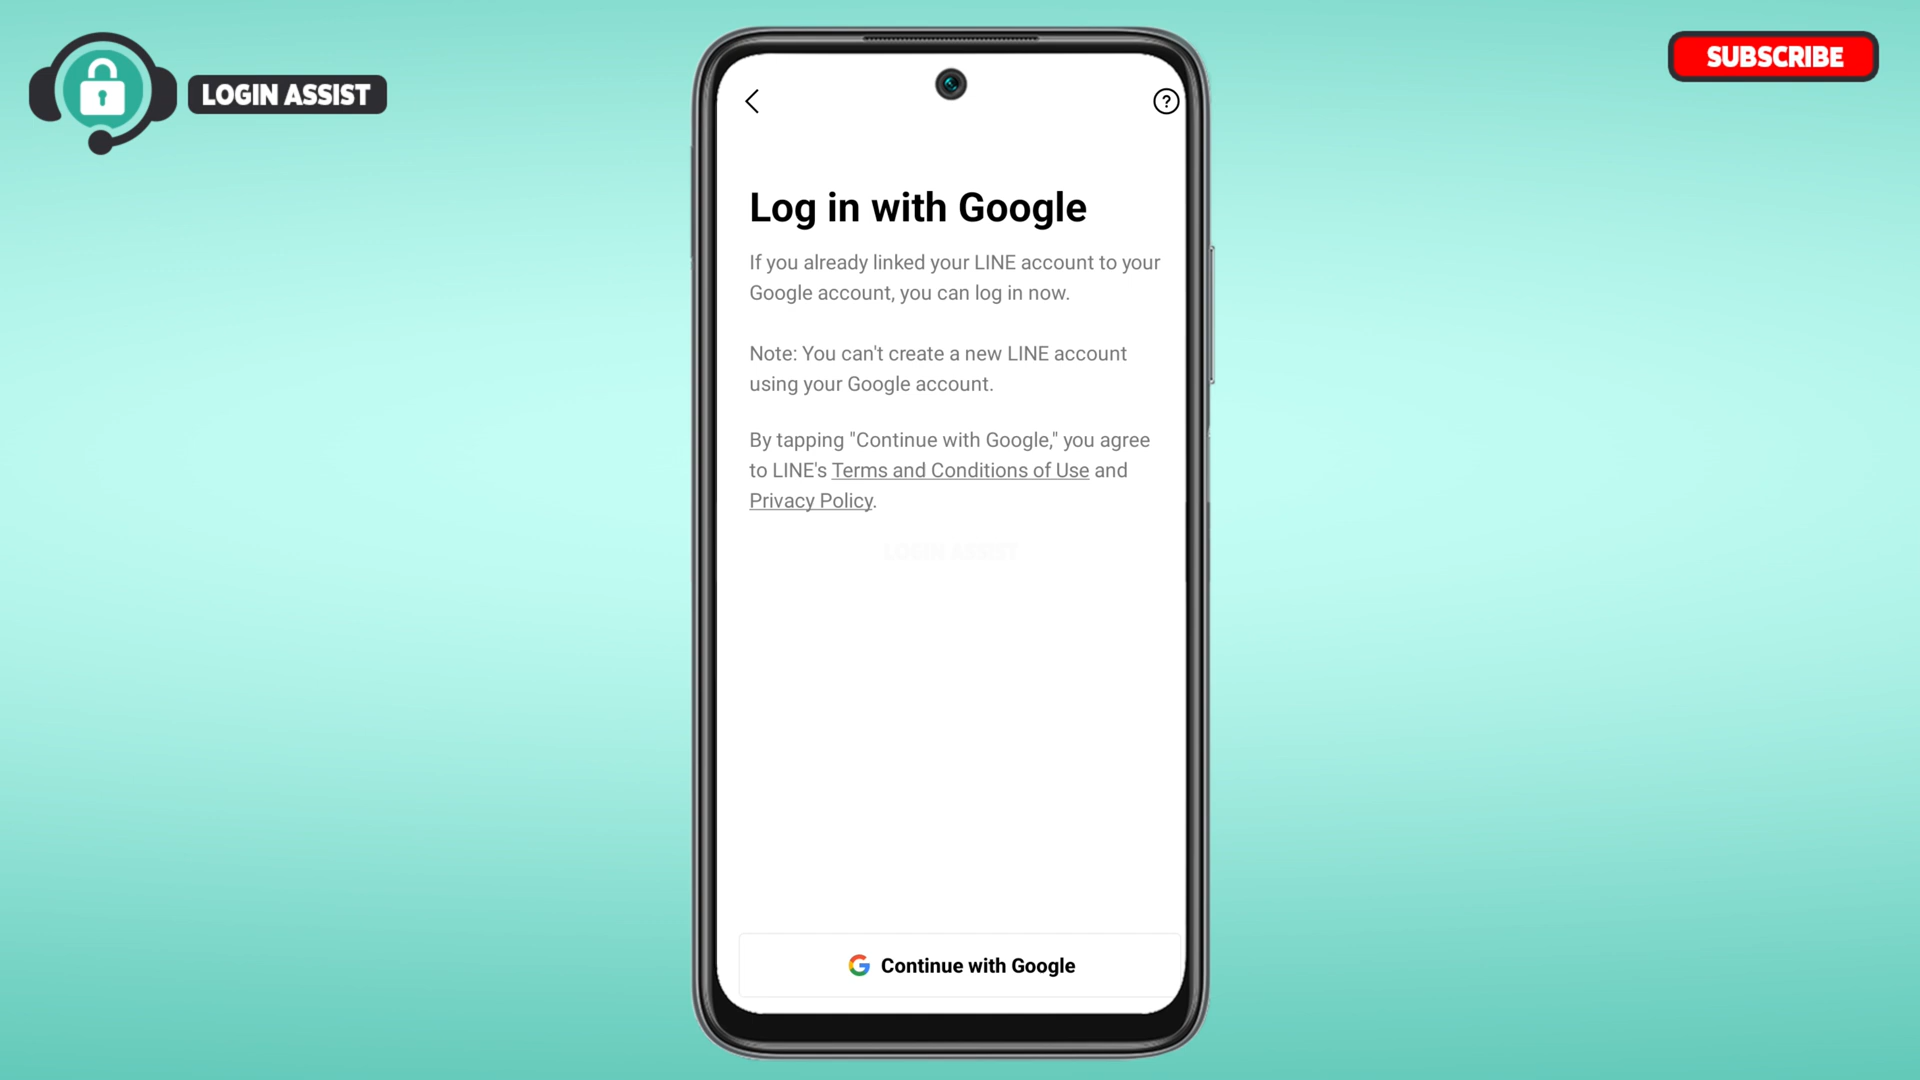 LOGIN ASSIST
SUBSCRIBE
?
Log in with Google
If you already linked your LINE account to your
Google account, you can log in now.
Note: You can't create a new LINE account
using your Google account.
By tapping "Continue with Google," you agree
to LINE's Terms and Conditions of Use and
Privacy Policy.
LOGIN ASSIST
Continue with Google